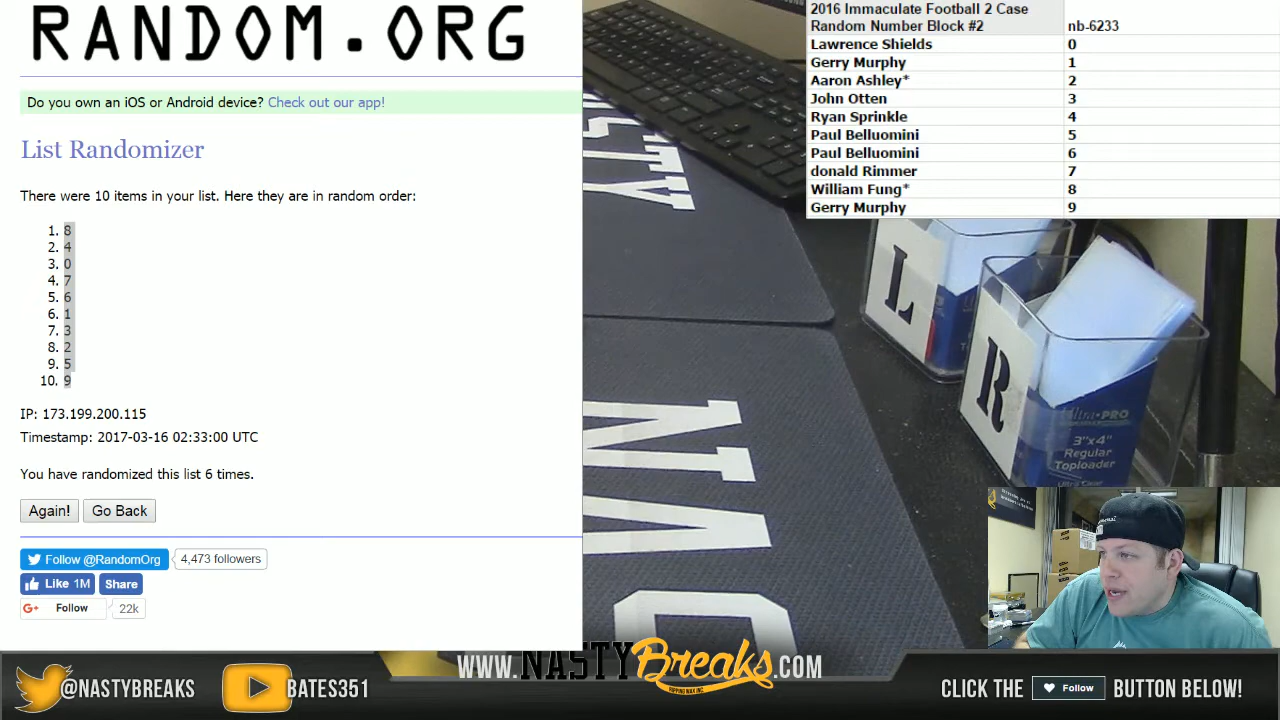 RANDOM.ORG
Do you own an iOS or Android device? Check out our app!
List Randomizer
There were 10 items in your list. Here they are in random order:
1. 8
2. 4
3. 0
4. 7
5. 6
6. 1
7. 3
8. 2
9. 5
10. 9
IP: 173.199.200.115
Timestamp: 2017-03-16 02:33:00 UTC
You have randomized this list 6 times.
Again! Go Back
Follow @RandomOrg 4,473 followers
Like 1M Share
G+ Follow 22k
2016 Immaculate Football 2 Case
Random Number Block #2 nb-6233
Lawrence Shields 0
Gerry Murphy 1
Aaron Ashley* 2
John Otten 3
Ryan Sprinkle 4
Paul Belluomini 5
Paul Belluomini 6
donald Rimmer 7
William Fung* 8
Gerry Murphy 9
STY
L
R
Ultra·PRO
3"x4"
Regular
Toploader
NAS
@NASTYBREAKS
BATES351
WWW.NASTYBreaks.COM
RIPPING WAX INC.
CLICK THE Follow BUTTON BELOW!